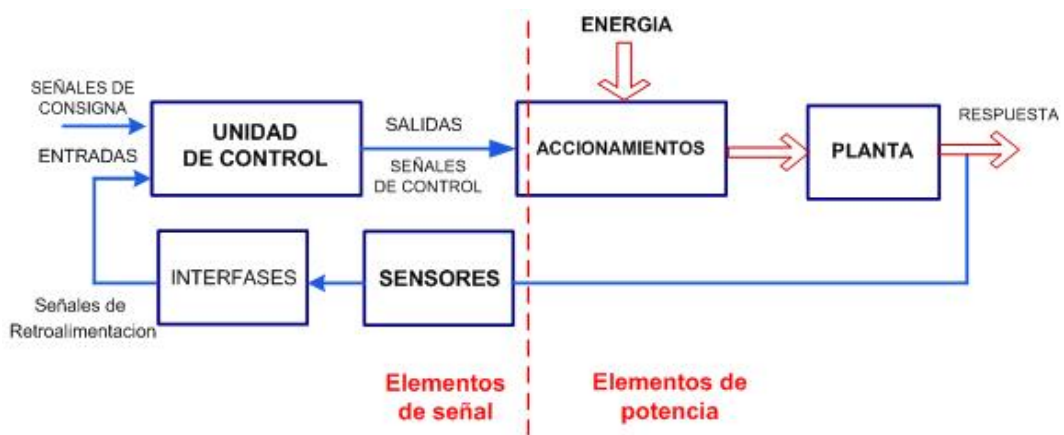 ENERGIA
SEÑALES DE
CONSIGNA
ENTRADAS
UNIDAD
DE CONTROL
SALIDAS
SEÑALES
DE CONTROL
ACCIONAMIENTOS
PLANTA
RESPUESTA
INTERFASES
SENSORES
Señales de
Retroalimentacion
Elementos
de señal
Elementos de
potencia